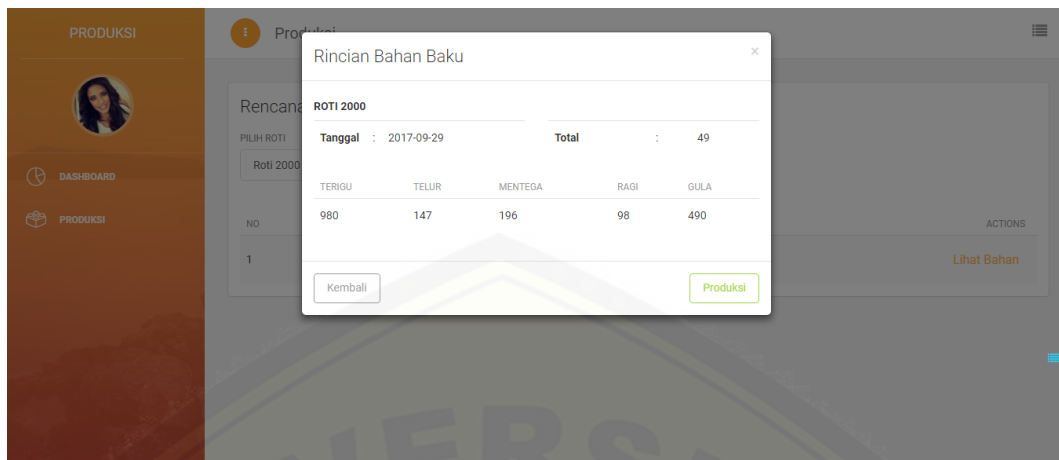 PRODUKSI
DASHBOARD
PRODUKSI
Rencana
PILIH ROTI
Roti 2000
NO
ACTIONS
1
Lihat Bahan
Rincian Bahan Baku
×
ROTI 2000
Tanggal : 2017-09-29 Total : 49
TERIGU TELUR MENTEGA RAGI GULA
980 147 196 98 490
Kembali Produksi